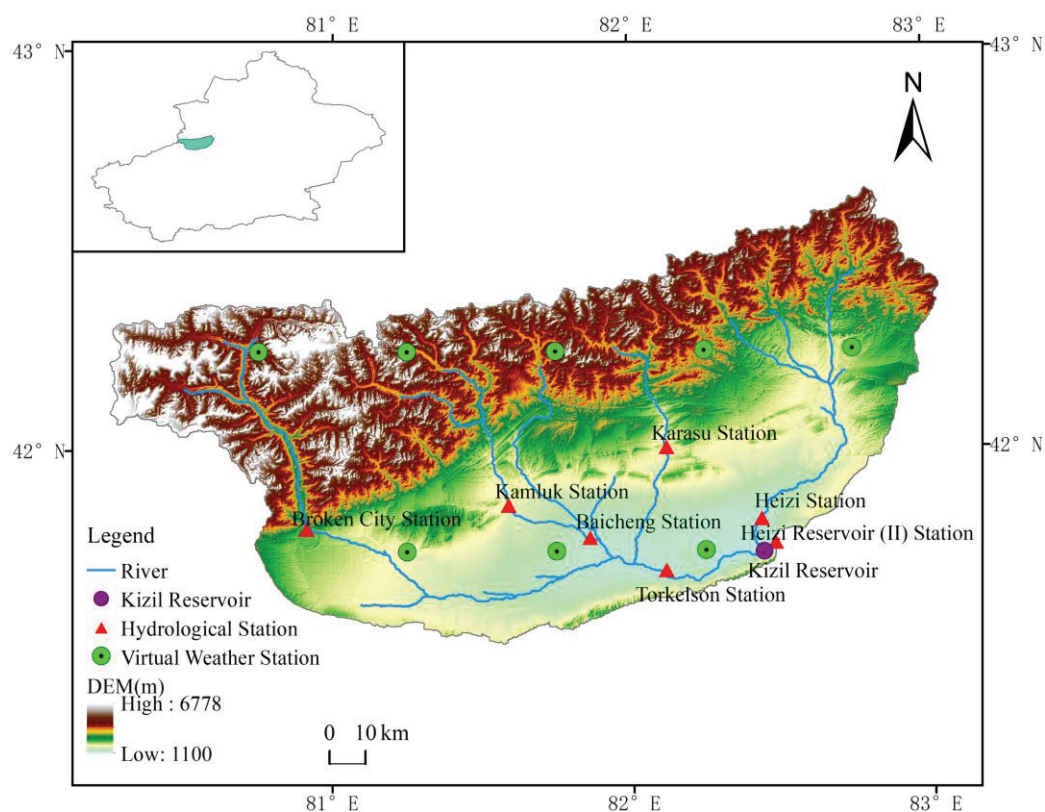 81° E
82° E
83° E
43° N
43° N
N
42° N
42° N
Karasu Station
Kamluk Station
Heizi Station
Broken City Station
Baicheng Station
Heizi Reservoir (II) Station
Kizil Reservoir
Torkelson Station
Legend
River
Kizil Reservoir
Hydrological Station
Virtual Weather Station
DEM(m)
High : 6778
Low: 1100
0 10 km
81° E
82° E
83° E